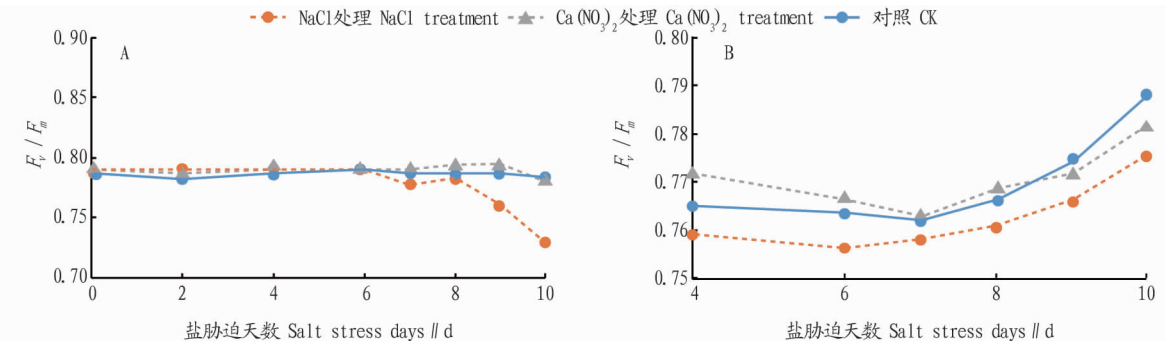 NaCl处理 NaCl treatment Ca(NO₃)₂处理 Ca(NO₃)₂ treatment 对照 CK
A
0.90
0.85
0.80
0.75
0.70
Fv / Fm
0 2 4 6 8 10
盐胁迫天数 Salt stress days∥d
B
0.80
0.79
0.78
0.77
0.76
0.75
Fv / Fm
4 6 8 10
盐胁迫天数 Salt stress days∥d